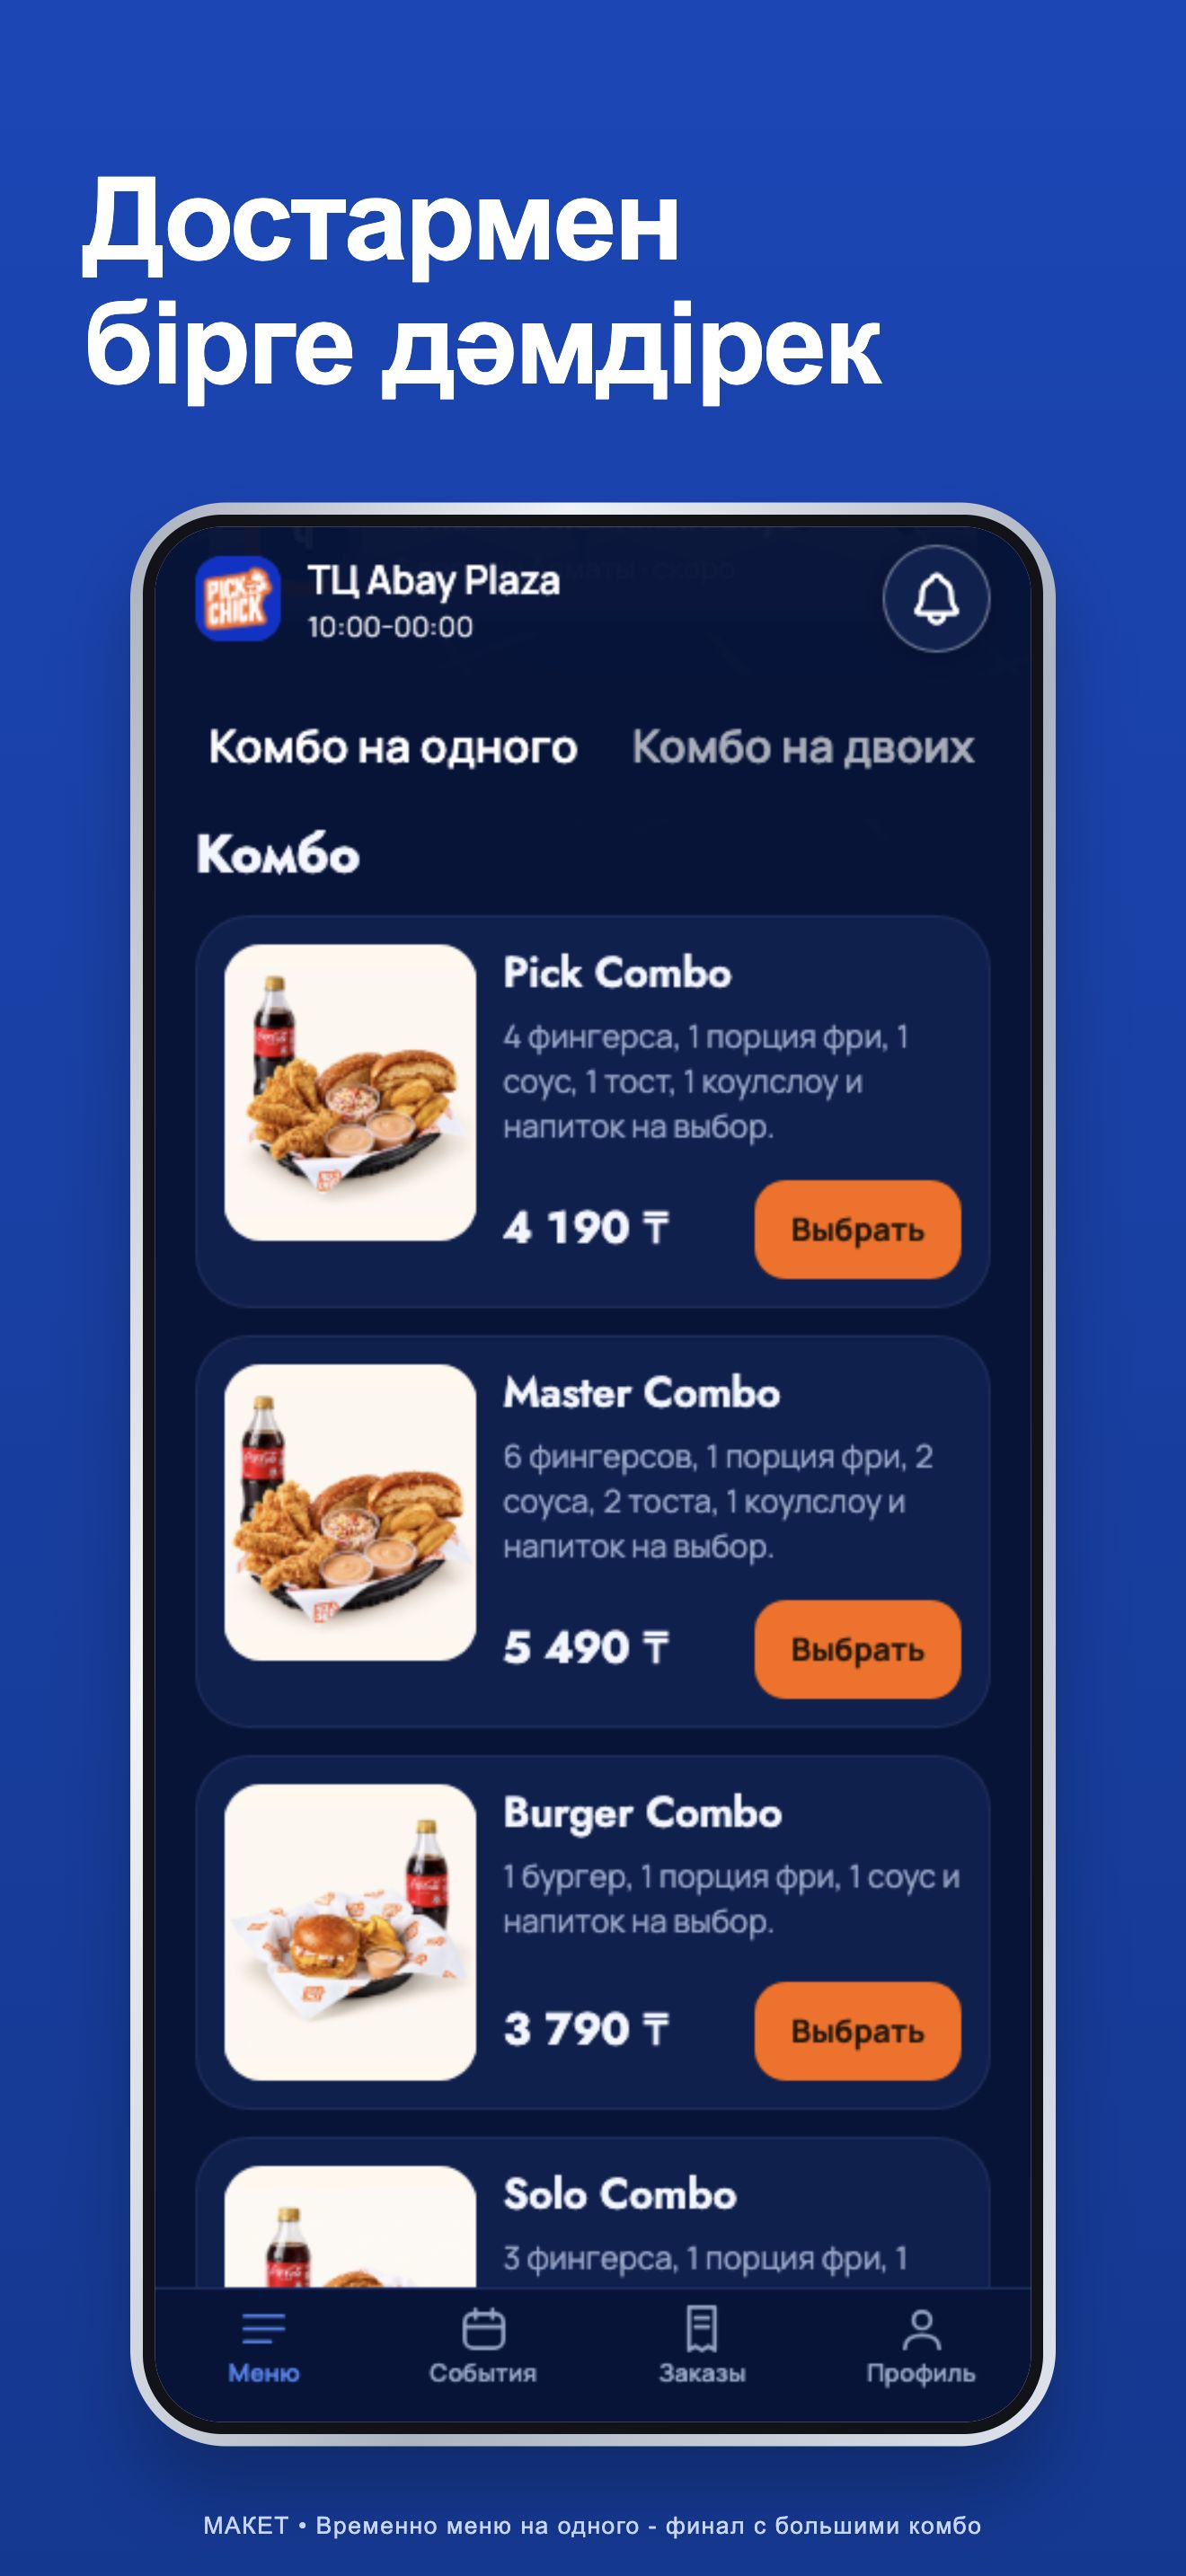 Достармен
бірге дәмдірек
PICK
CHICK
ТЦ Abay Plaza
10:00-00:00
Комбо на одного
Комбо на двоих
Комбо
Pick Combo
4 фингерса, 1 порция фри, 1
соус, 1 тост, 1 коулслоу и
напиток на выбор.
4 190 ₸
Выбрать
Master Combo
6 фингерсов, 1 порция фри, 2
соуса, 2 тоста, 1 коулслоу и
напиток на выбор.
5 490 ₸
Выбрать
Burger Combo
1 бургер, 1 порция фри, 1 соус и
напиток на выбор.
3 790 ₸
Выбрать
Solo Combo
3 фингерса, 1 порция фри, 1
Меню
События
Заказы
Профиль
МАКЕТ • Временно меню на одного - финал с большими комбо